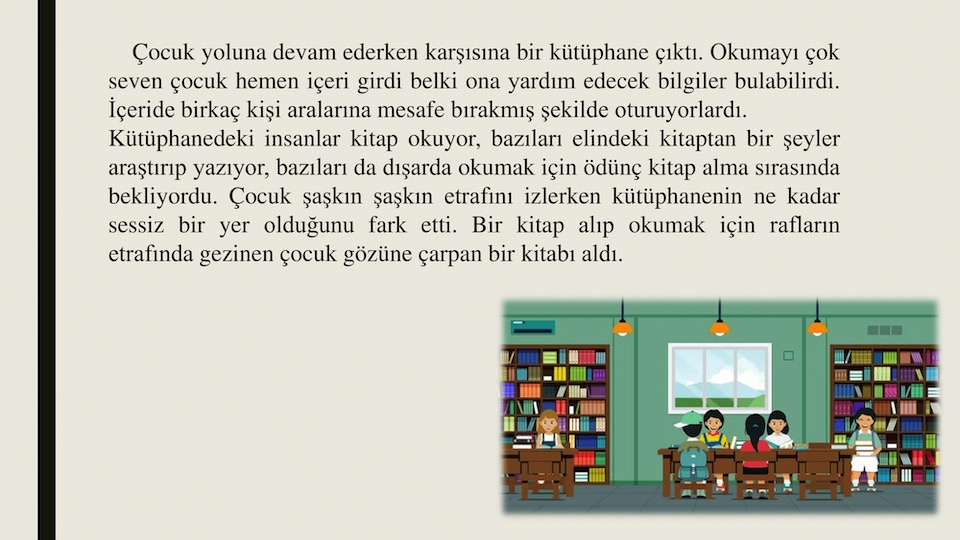 Çocuk yoluna devam ederken karşısına bir kütüphane çıktı. Okumayı çok
seven çocuk hemen içeri girdi belki ona yardım edecek bilgiler bulabilirdi.
İçeride birkaç kişi aralarına mesafe bırakmış şekilde oturuyorlardı.
Kütüphanedeki insanlar kitap okuyor, bazıları elindeki kitaptan bir şeyler
araştırıp yazıyor, bazıları da dışarda okumak için ödünç kitap alma sırasında
bekliyordu. Çocuk şaşkın şaşkın etrafını izlerken kütüphanenin ne kadar
sessiz bir yer olduğunu fark etti. Bir kitap alıp okumak için rafların
etrafında gezinen çocuk gözüne çarpan bir kitabı aldı.